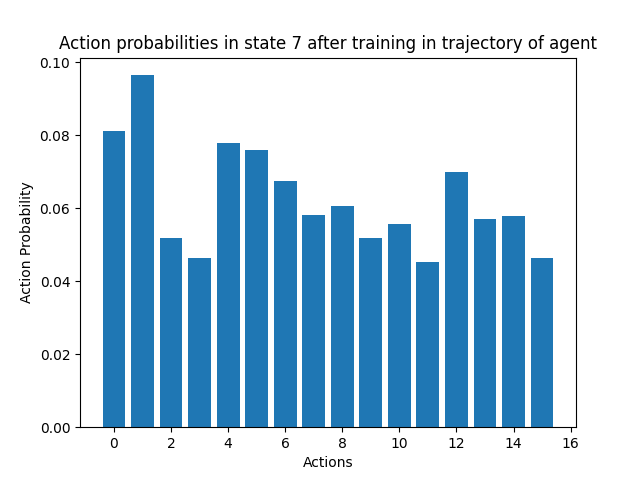 Action probabilities in state 7 after training in trajectory of agent
0.10
0.08
0.06
0.04
0.02
0.00
Action Probability
0 2 4 6 8 10 12 14 16
Actions